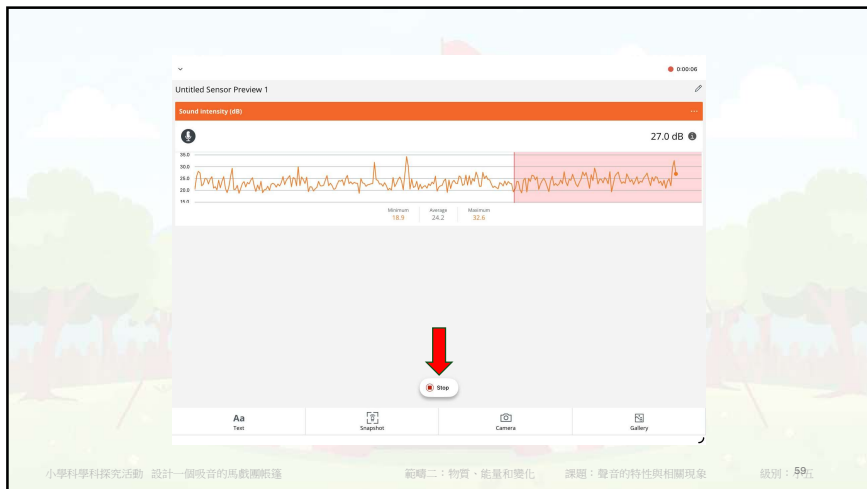 0:00:06
Untitled Sensor Preview 1
Sound intensity (dB)
27.0 dB
35.0
30.0
25.0
20.0
15.0
Minimum Average Maximum
18.9 24.2 32.6
Stop
Aa
Text Snapshot Camera Gallery
小學科學科探究活動 設計一個吸音的馬戲團帳篷 範疇二：物質、能量和變化 課題：聲音的特性與相關現象 級別：小五
59